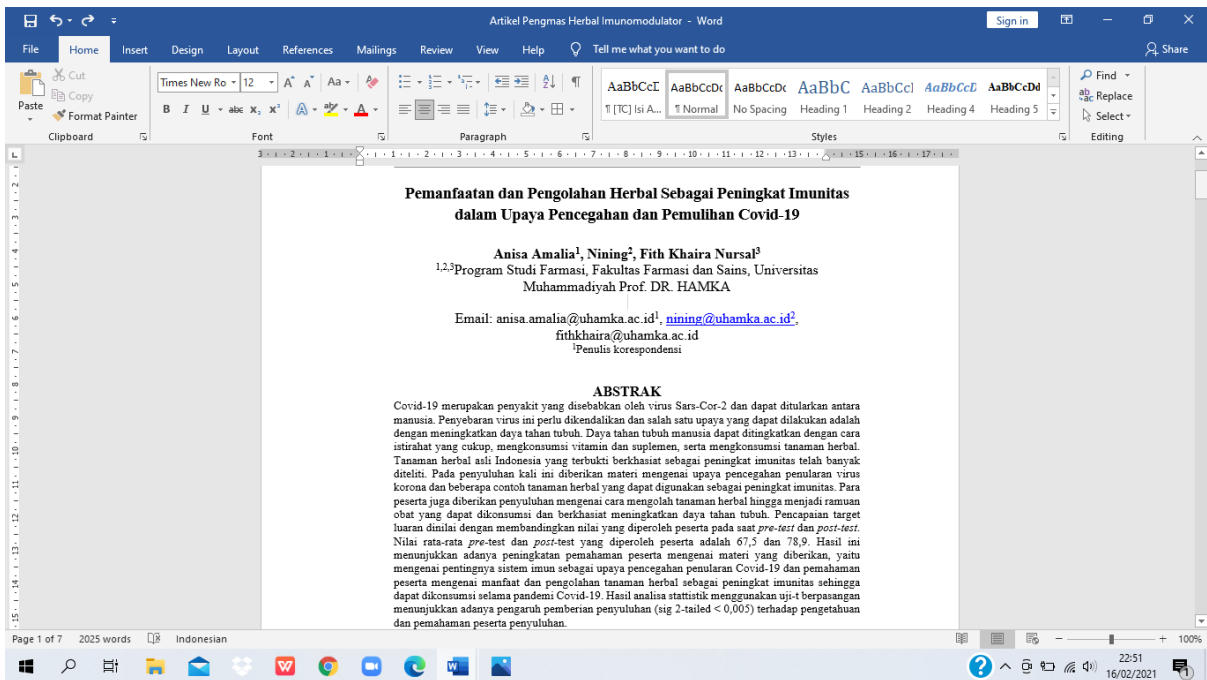 Artikel Pengmas Herbal Imunomodulator - Word
Sign in
File Home Insert Design Layout References Mailings Review View Help Tell me what you want to do
Share
Paste
Cut
Copy
Format Painter
Clipboard
Times New Ro 12
Font
Paragraph
AaBbCcD AaBbCcDc AaBbCcDc AaBbC AaBbCcI AaBbCcD AaBbCcDd
¶ [TC] Isi A... ¶ Normal No Spacing Heading 1 Heading 2 Heading 4 Heading 5
Styles
Find
Replace
Select
Editing
Pemanfaatan dan Pengolahan Herbal Sebagai Peningkat Imunitas
dalam Upaya Pencegahan dan Pemulihan Covid-19
Anisa Amalia1, Nining2, Fith Khaira Nursal3
1,2,3Program Studi Farmasi, Fakultas Farmasi dan Sains, Universitas
Muhammadiyah Prof. DR. HAMKA
Email: anisa.amalia@uhamka.ac.id1, nining@uhamka.ac.id2,
fithkhaira@uhamka.ac.id
1Penulis korespondensi
ABSTRAK
Covid-19 merupakan penyakit yang disebabkan oleh virus Sars-Cor-2 dan dapat ditularkan antara
manusia. Penyebaran virus ini perlu dikendalikan dan salah satu upaya yang dapat dilakukan adalah
dengan meningkatkan daya tahan tubuh. Daya tahan tubuh manusia dapat ditingkatkan dengan cara
istirahat yang cukup, mengkonsumsi vitamin dan suplemen, serta mengkonsumsi tanaman herbal.
Tanaman herbal asli Indonesia yang terbukti berkhasiat sebagai peningkat imunitas telah banyak
diteliti. Pada penyuluhan kali ini diberikan materi mengenai upaya pencegahan penularan virus
korona dan beberapa contoh tanaman herbal yang dapat digunakan sebagai peningkat imunitas. Para
peserta juga diberikan penyuluhan mengenai cara mengolah tanaman herbal hingga menjadi ramuan
obat yang dapat dikonsumsi dan berkhasiat meningkatkan daya tahan tubuh. Pencapaian target
luaran dinilai dengan membandingkan nilai yang diperoleh peserta pada saat pre-test dan post-test.
Nilai rata-rata pre-test dan post-test yang diperoleh peserta adalah 67,5 dan 78,9. Hasil ini
menunjukkan adanya peningkatan pemahaman peserta mengenai materi yang diberikan, yaitu
mengenai pentingnya sistem imun sebagai upaya pencegahan penularan Covid-19 dan pemahaman
peserta mengenai manfaat dan pengolahan tanaman herbal sebagai peningkat imunitas sehingga
dapat dikonsumsi selama pandemi Covid-19. Hasil analisa stattistik menggunakan uji-t berpasangan
menunjukkan adanya pengaruh pemberian penyuluhan (sig 2-tailed < 0,005) terhadap pengetahuan
dan pemahaman peserta penyuluhan.
Page 1 of 7 2025 words Indonesian
100%
22:51
16/02/2021